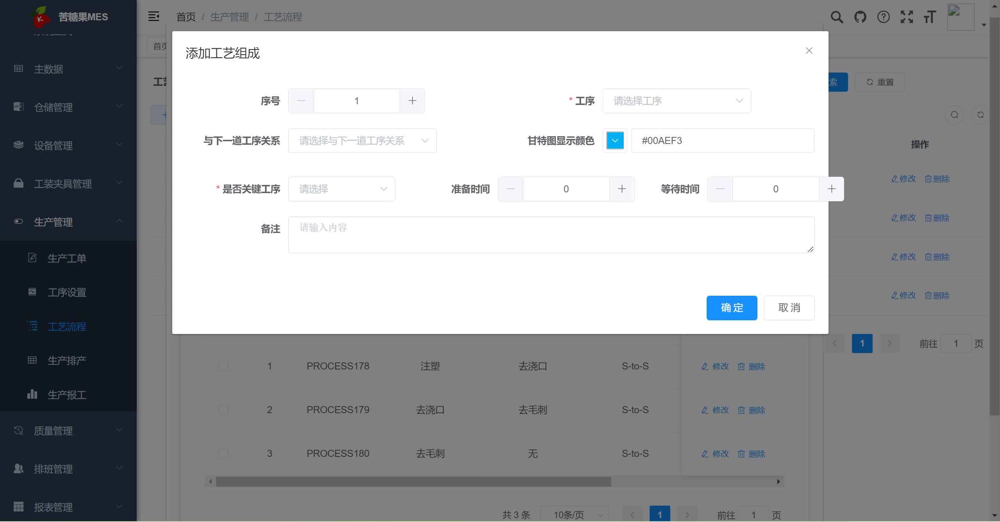 苦糖果MES
首页 / 生产管理 / 工艺流程
首页
主数据
仓储管理
设备管理
工装夹具管理
生产管理
生产工单
工序设置
工艺流程
生产排产
生产报工
质量管理
排班管理
报表管理
添加工艺组成
序号 1
* 工序 请选择工序
与下一道工序关系 请选择与下一道工序关系
甘特图显示颜色 #00AEF3
* 是否关键工序 请选择
准备时间 0
等待时间 0
备注 请输入内容
确 定 取 消
索 重置
操作
修改 删除
修改 删除
修改 删除
修改 删除
1 前往 1 页
1 PROCESS178 注塑 去浇口 S-to-S 修改 删除
2 PROCESS179 去浇口 去毛刺 S-to-S 修改 删除
3 PROCESS180 去毛刺 无 S-to-S 修改 删除
共 3 条 10条/页 1 前往 1 页